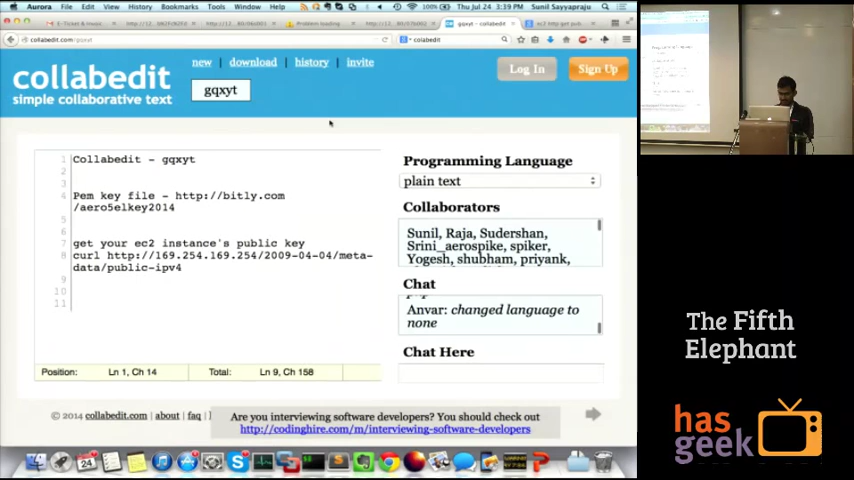 Aurora File Edit View History Bookmarks Tools Window Help
Thu Jul 24 3:39 PM Sunil Sayyapraju
gqxyt - collabedit
collabedit.com/gqxyt
colabedit
collabedit
simple collaborative text
new download history invite
gqxyt
Log In
Sign Up
1 Collabedit - gqxyt
2
3
4 Pem key file - http://bitly.com
/aero5elkey2014
5
6
7 get your ec2 instance's public key
8 curl http://169.254.169.254/2009-04-04/meta-
data/public-ipv4
9
10
11
Position: Ln 1, Ch 14 Total: Ln 9, Ch 158
Programming Language
plain text
Collaborators
Sunil, Raja, Sudershan,
Srini_aerospike, spiker,
Yogesh, shubham, priyank,
Chat
Anvar: changed language to
none
Chat Here
© 2014 collabedit.com | about | faq |
Are you interviewing software developers? You should check out
http://codinghire.com/m/interviewing-software-developers
The Fifth
Elephant
has
geek